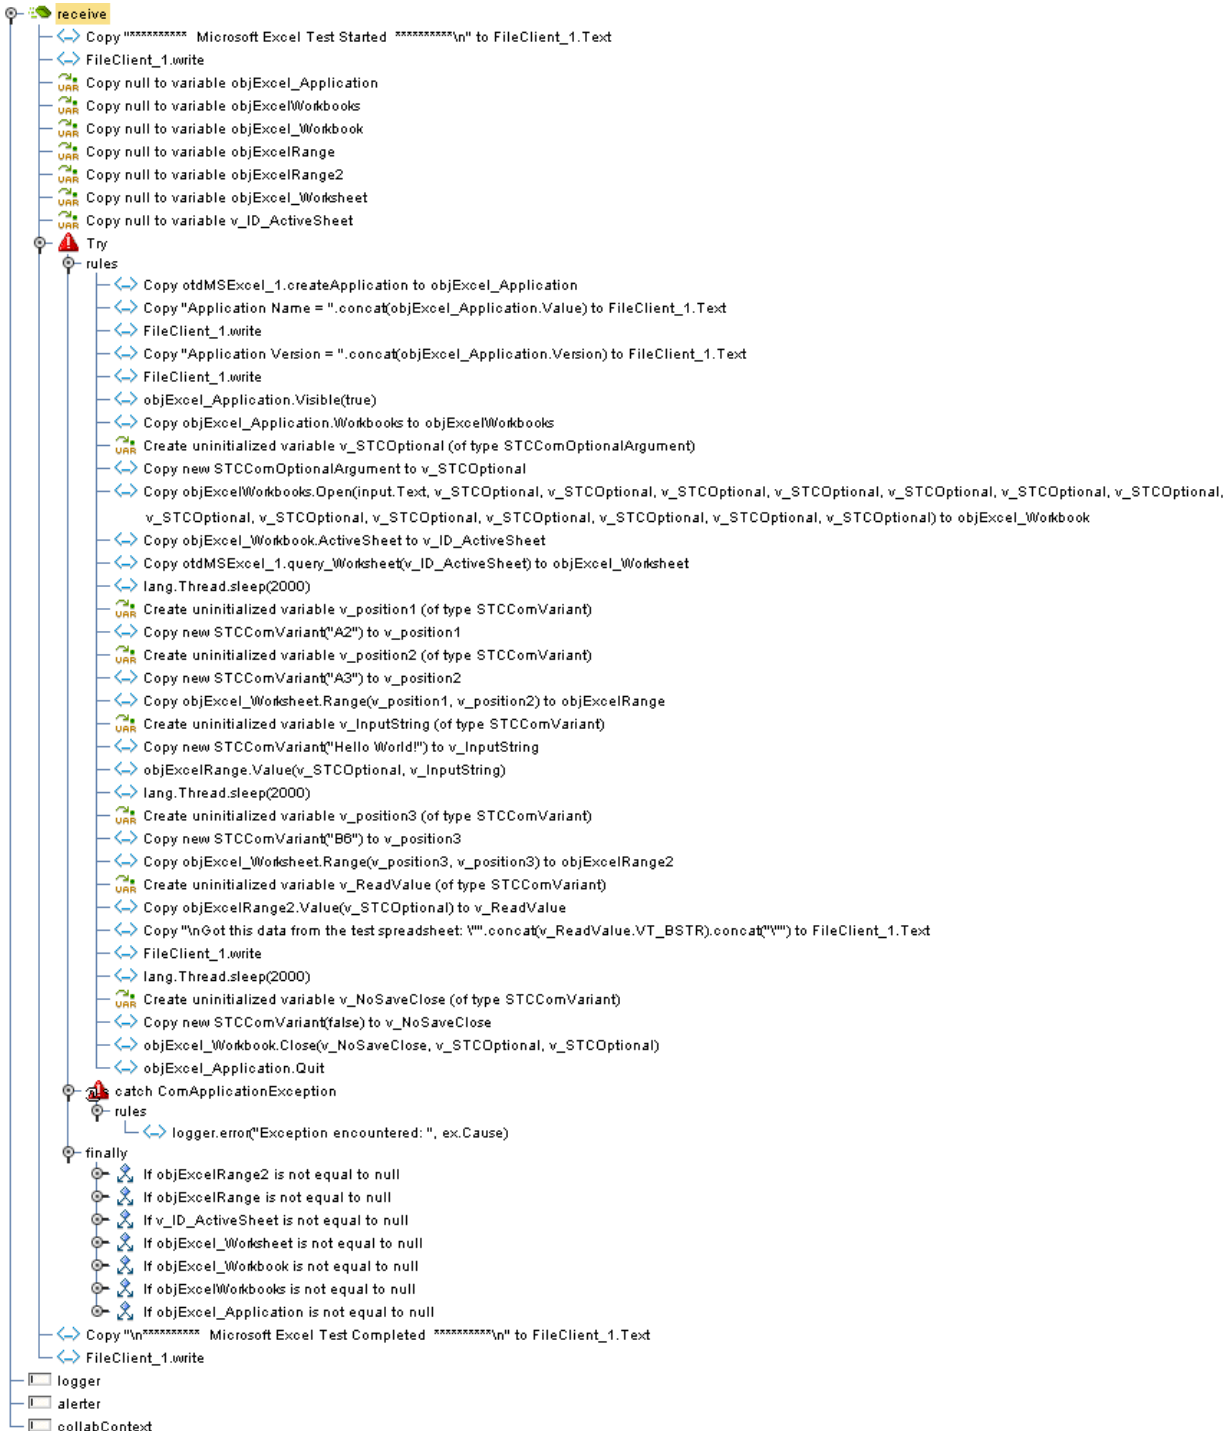 receive
Copy "********** Microsoft Excel Test Started **********\n" to FileClient_1.Text
FileClient_1.write
VAR Copy null to variable objExcel_Application
VAR Copy null to variable objExcelWorkbooks
VAR Copy null to variable objExcel_Workbook
VAR Copy null to variable objExcelRange
VAR Copy null to variable objExcelRange2
VAR Copy null to variable objExcel_Worksheet
VAR Copy null to variable v_ID_ActiveSheet
Try
rules
Copy otdMSExcel_1.createApplication to objExcel_Application
Copy "Application Name = ".concat(objExcel_Application.Value) to FileClient_1.Text
FileClient_1.write
Copy "Application Version = ".concat(objExcel_Application.Version) to FileClient_1.Text
FileClient_1.write
objExcel_Application.Visible(true)
Copy objExcel_Application.Workbooks to objExcelWorkbooks
VAR Create uninitialized variable v_STCOptional (of type STCComOptionalArgument)
Copy new STCComOptionalArgument to v_STCOptional
Copy objExcelWorkbooks.Open(input.Text, v_STCOptional, v_STCOptional, v_STCOptional, v_STCOptional, v_STCOptional, v_STCOptional, v_STCOptional,
v_STCOptional, v_STCOptional, v_STCOptional, v_STCOptional, v_STCOptional, v_STCOptional, v_STCOptional) to objExcel_Workbook
Copy objExcel_Workbook.ActiveSheet to v_ID_ActiveSheet
Copy otdMSExcel_1.query_Worksheet(v_ID_ActiveSheet) to objExcel_Worksheet
lang.Thread.sleep(2000)
VAR Create uninitialized variable v_position1 (of type STCComVariant)
Copy new STCComVariant("A2") to v_position1
VAR Create uninitialized variable v_position2 (of type STCComVariant)
Copy new STCComVariant("A3") to v_position2
Copy objExcel_Worksheet.Range(v_position1, v_position2) to objExcelRange
VAR Create uninitialized variable v_InputString (of type STCComVariant)
Copy new STCComVariant("Hello World!") to v_InputString
objExcelRange.Value(v_STCOptional, v_InputString)
lang.Thread.sleep(2000)
VAR Create uninitialized variable v_position3 (of type STCComVariant)
Copy new STCComVariant("B6") to v_position3
Copy objExcel_Worksheet.Range(v_position3, v_position3) to objExcelRange2
VAR Create uninitialized variable v_ReadValue (of type STCComVariant)
Copy objExcelRange2.Value(v_STCOptional) to v_ReadValue
Copy "\nGot this data from the test spreadsheet: \"".concat(v_ReadValue.VT_BSTR).concat("\"") to FileClient_1.Text
FileClient_1.write
lang.Thread.sleep(2000)
VAR Create uninitialized variable v_NoSaveClose (of type STCComVariant)
Copy new STCComVariant(false) to v_NoSaveClose
objExcel_Workbook.Close(v_NoSaveClose, v_STCOptional, v_STCOptional)
objExcel_Application.Quit
catch ComApplicationException
rules
logger.error("Exception encountered: ", ex.Cause)
finally
If objExcelRange2 is not equal to null
If objExcelRange is not equal to null
If v_ID_ActiveSheet is not equal to null
If objExcel_Worksheet is not equal to null
If objExcel_Workbook is not equal to null
If objExcelWorkbooks is not equal to null
If objExcel_Application is not equal to null
Copy "\n********** Microsoft Excel Test Completed **********\n" to FileClient_1.Text
FileClient_1.write
logger
alerter
collabContext